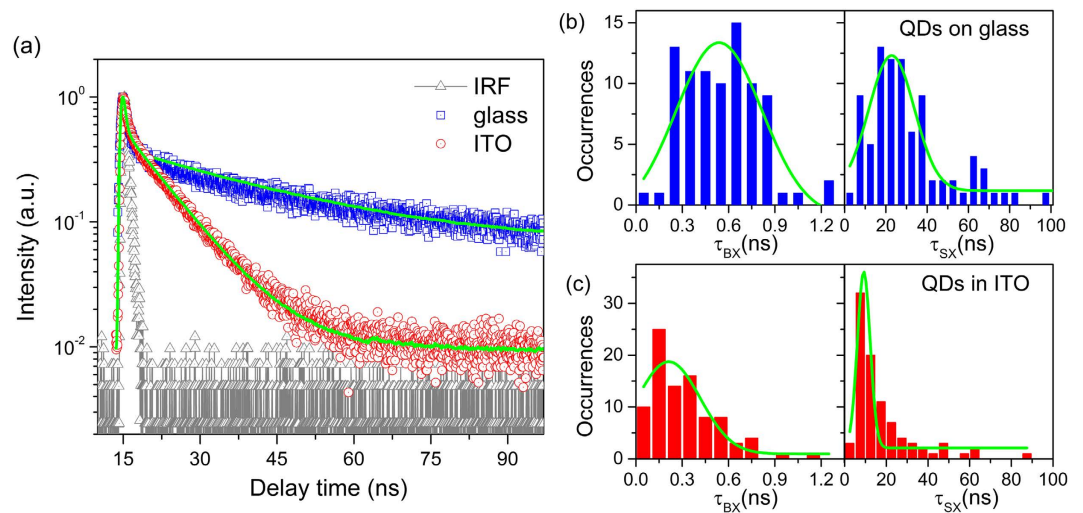 (a)
IRF
glass
ITO
10⁰
10⁻¹
10⁻²
Intensity (a.u.)
15 30 45 60 75 90
Delay time (ns)
(b)
QDs on glass
15
10
5
0
Occurrences
0.0 0.3 0.6 0.9 1.2 0 20 40 60 80 100
τBX(ns) τSX(ns)
(c)
QDs in ITO
30
20
10
0
Occurrences
0.0 0.3 0.6 0.9 1.2 0 20 40 60 80 100
τBX(ns) τSX(ns)